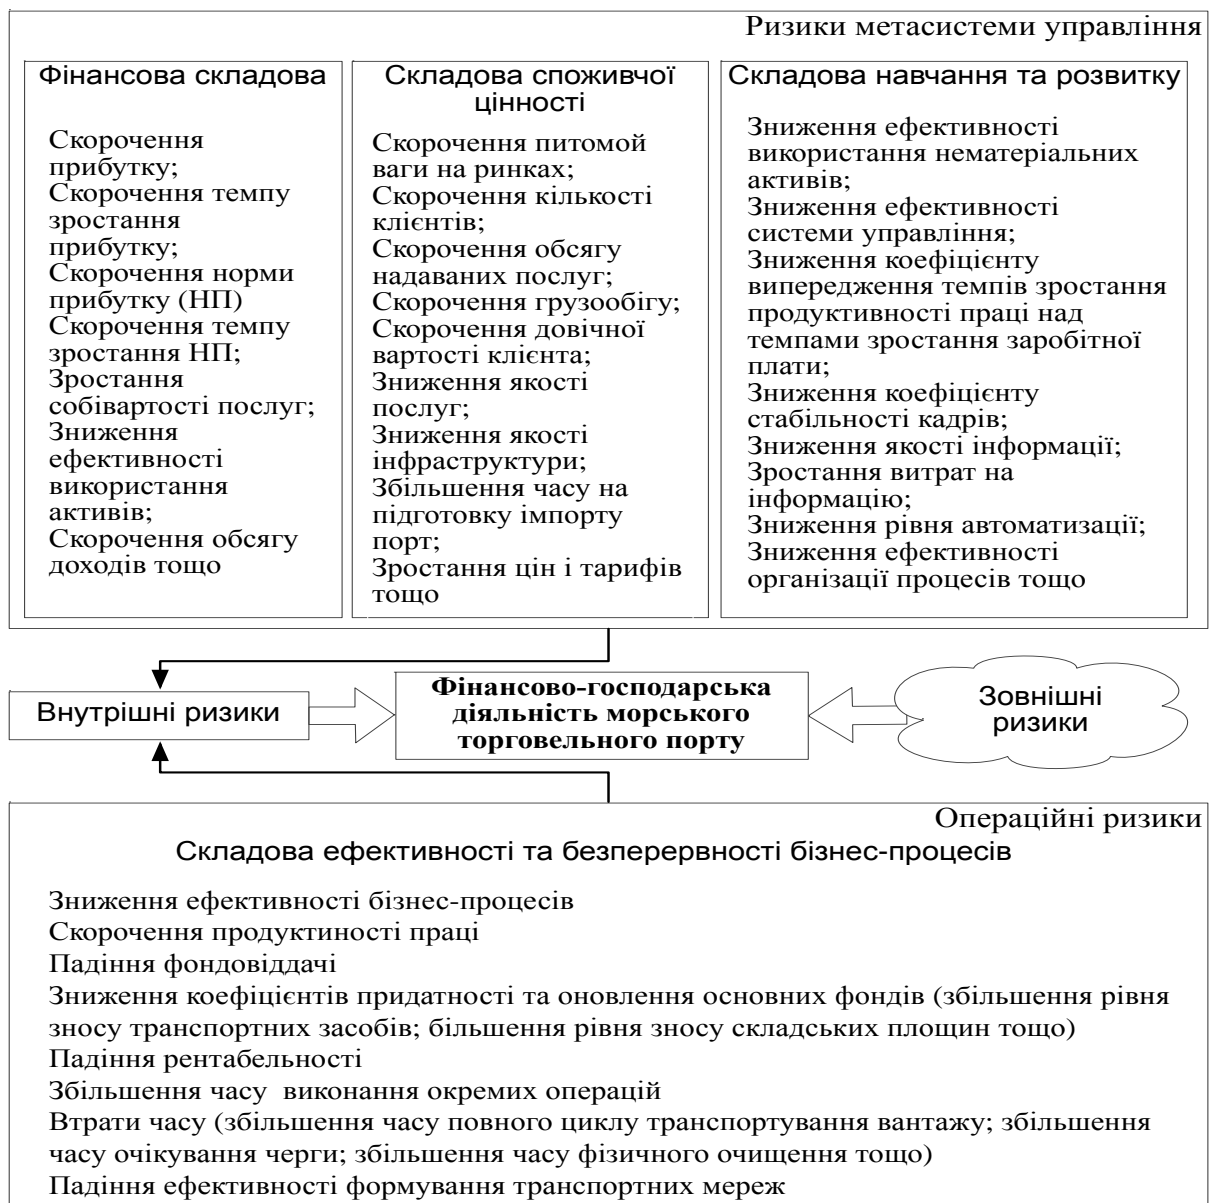 Ризики метасистеми управління
Фінансова складова
Скорочення
прибутку;
Скорочення темпу
зростання
прибутку;
Скорочення норми
прибутку (НП)
Скорочення темпу
зростання НП;
Зростання
собівартості послуг;
Зниження
ефективності
використання
активів;
Скорочення обсягу
доходів тощо
Складова споживчої
цінності
Скорочення питомой
ваги на ринках;
Скорочення кількості
клієнтів;
Скорочення обсягу
надаваних послуг;
Скорочення грузообігу;
Скорочення довічної
вартості клієнта;
Зниження якості
послуг;
Зниження якості
інфраструктури;
Збільшення часу на
підготовку імпорту
порт;
Зростання цін і тарифів
тощо
Складова навчання та розвитку
Зниження ефективності
використання нематеріальних
активів;
Зниження ефективності
системи управління;
Зниження коефіцієнту
випередження темпів зростання
продуктивності праці над
темпами зростання заробітної
плати;
Зниження коефіцієнту
стабільності кадрів;
Зниження якості інформації;
Зростання витрат на
інформацію;
Зниження рівня автоматизації;
Зниження ефективності
організації процесів тощо
Внутрішні ризики
Фінансово-господарська
діяльність морського
торговельного порту
Зовнішні
ризики
Операційні ризики
Складова ефективності та безперервності бізнес-процесів
Зниження ефективності бізнес-процесів
Скорочення продуктиності праці
Падіння фондовіддачі
Зниження коефіцієнтів придатності та оновлення основних фондів (збільшення рівня
зносу транспортних засобів; більшення рівня зносу складських площин тощо)
Падіння рентабельності
Збільшення часу виконання окремих операцій
Втрати часу (збільшення часу повного циклу транспортування вантажу; збільшення
часу очікування черги; збільшення часу фізичного очищення тощо)
Падіння ефективності формування транспортних мереж